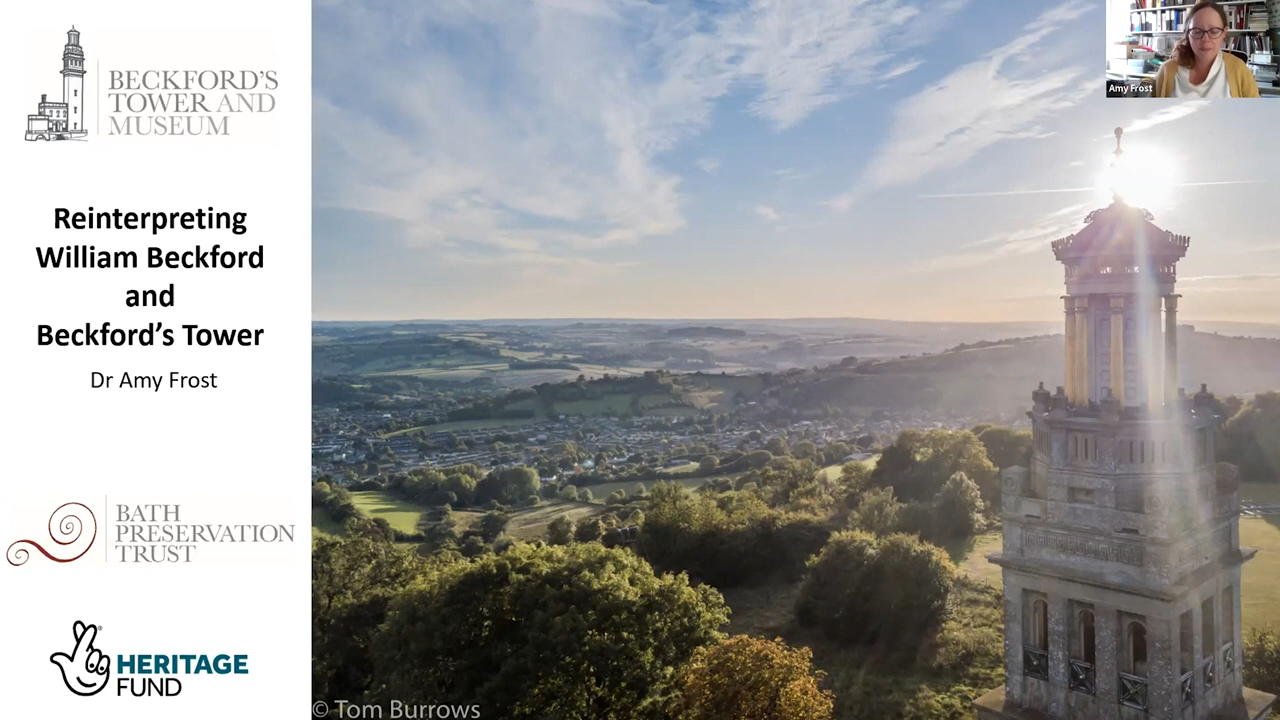 BECKFORD'S
TOWER AND
MUSEUM
Reinterpreting
William Beckford
and
Beckford's Tower
Dr Amy Frost
BATH
PRESERVATION
TRUST
HERITAGE
FUND
© Tom Burrows
Amy Frost